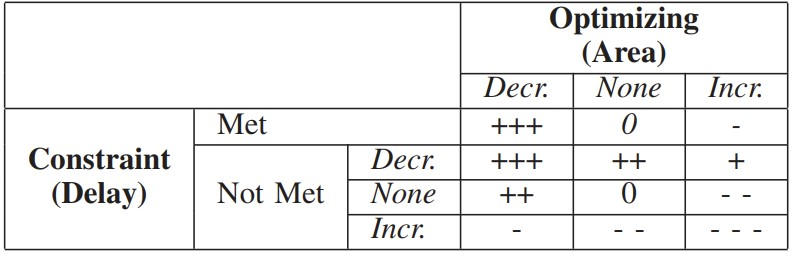 Optimizing
(Area)
Decr. None Incr.
Met +++ 0 -
Constraint
(Delay)
Not Met
Decr. +++ ++ +
None ++ 0 - -
Incr. - - - - - -